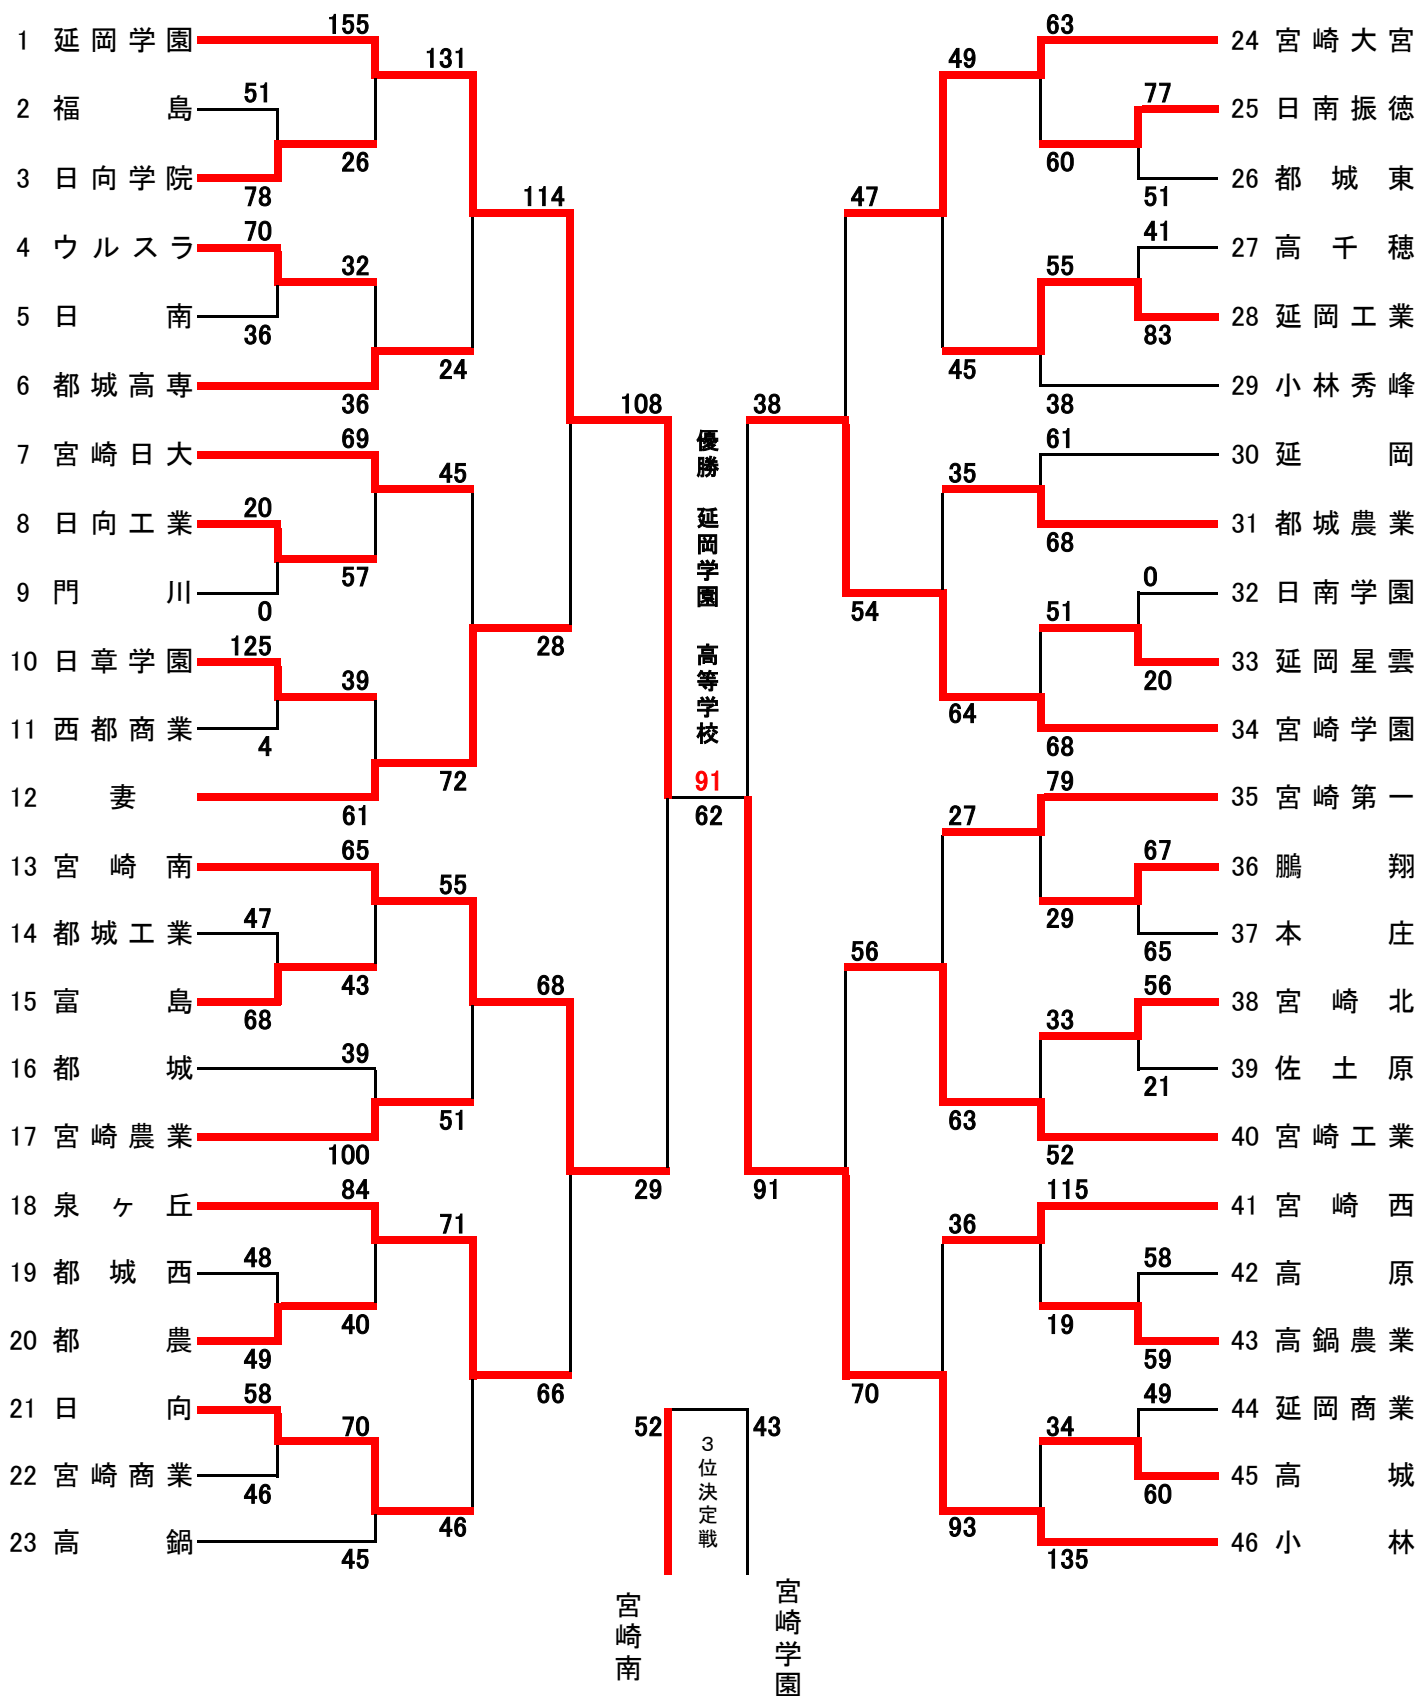 1 延岡学園
2 福島
3 日向学院
4 ウルスラ
5 日南
6 都城高専
7 宮崎日大
8 日向工業
9 門川
10 日章学園
11 西都商業
12 妻
13 宮崎南
14 都城工業
15 富島
16 都城
17 宮崎農業
18 泉ヶ丘
19 都城西
20 都農
21 日向
22 宮崎商業
23 高鍋
51
78
70
36
20
0
125
4
47
68
48
49
58
46
155
26
32
36
69
57
39
61
65
43
39
100
84
40
70
45
131
24
45
72
55
51
71
46
114
28
68
66
108
29
優勝 延岡学園 高等学校
91
62
38
91
47
54
56
70
49
45
35
64
27
63
36
93
63
60
55
38
61
68
51
68
79
29
33
52
115
19
34
135
77
51
41
83
0
20
67
65
56
21
58
59
49
60
24 宮崎大宮
25 日南振徳
26 都城東
27 高千穂
28 延岡工業
29 小林秀峰
30 延岡
31 都城農業
32 日南学園
33 延岡星雲
34 宮崎学園
35 宮崎第一
36 鵬翔
37 本庄
38 宮崎北
39 佐土原
40 宮崎工業
41 宮崎西
42 高原
43 高鍋農業
44 延岡商業
45 高城
46 小林
52
3位決定戦
43
宮崎南
宮崎学園